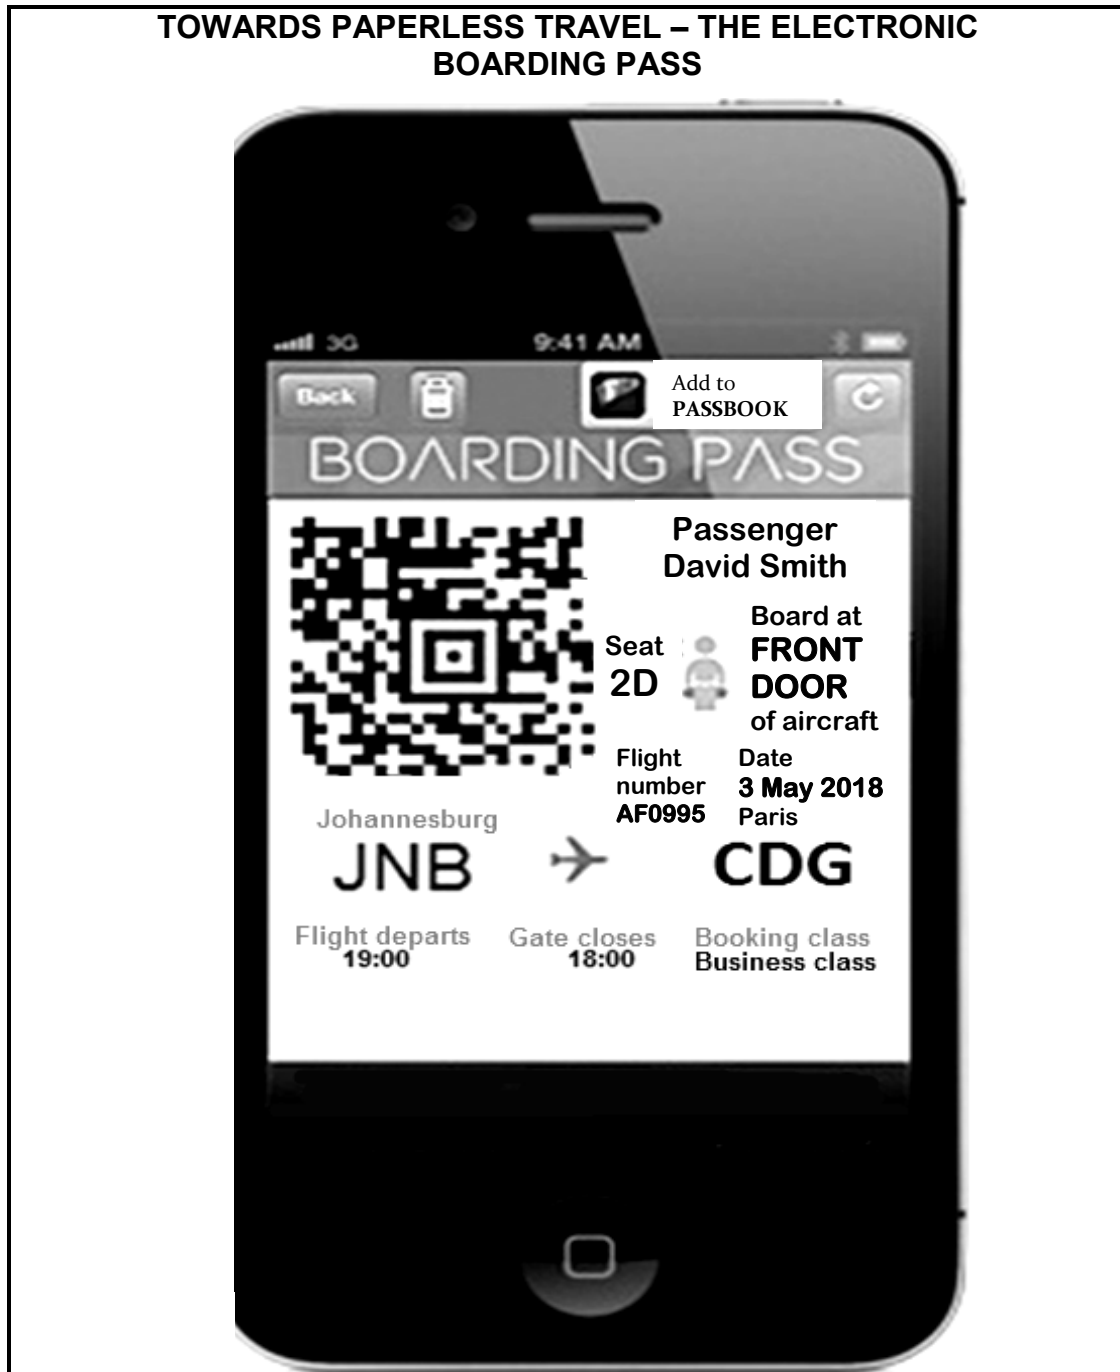 TOWARDS PAPERLESS TRAVEL – THE ELECTRONIC
BOARDING PASS
3G 9:41 AM
Back
Add to
PASSBOOK
BOARDING PASS
Passenger
David Smith
Seat
2D
Board at
FRONT
DOOR
of aircraft
Flight
number
AF0995
Date
3 May 2018
Paris
Johannesburg
JNB
CDG
Flight departs
19:00
Gate closes
18:00
Booking class
Business class